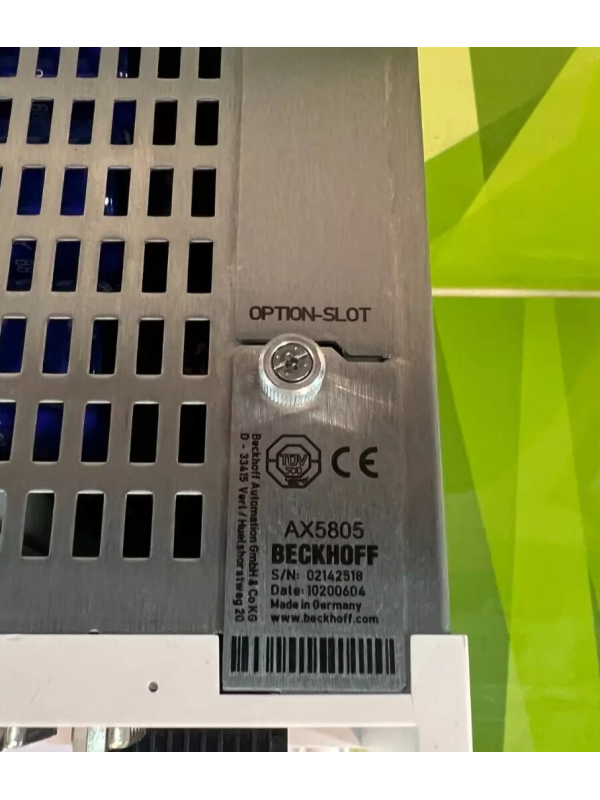 OPTION-SLOT
Beckhoff Automation GmbH & Co KG
D - 33415 Verl / Huelshorstweg 20
TÜV
SÜD
CE
AX5805
BECKHOFF
S/N: 02142518
Date: 10200604
Made in Germany
www.beckhoff.com